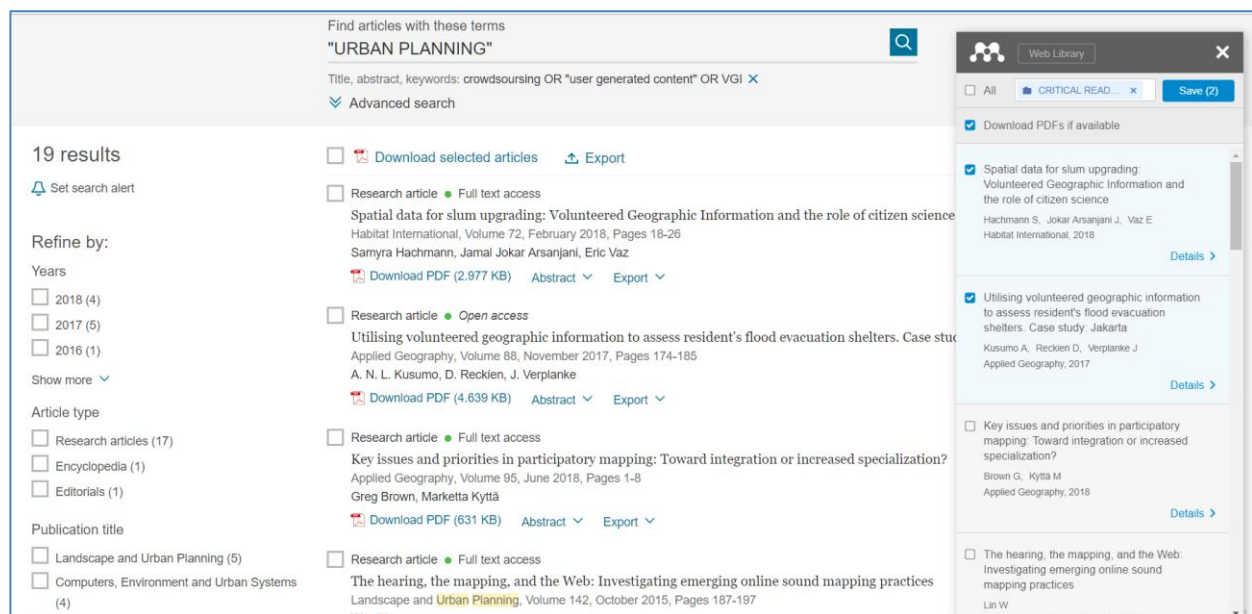 Find articles with these terms
"URBAN PLANNING"
Title, abstract, keywords: crowdsoursing OR "user generated content" OR VGI
Advanced search
19 results
Set search alert
Refine by:
Years
2018 (4)
2017 (5)
2016 (1)
Show more
Article type
Research articles (17)
Encyclopedia (1)
Editorials (1)
Publication title
Landscape and Urban Planning (5)
Computers, Environment and Urban Systems
(4)
Download selected articles Export
Research article Full text access
Spatial data for slum upgrading: Volunteered Geographic Information and the role of citizen science
Habitat International, Volume 72, February 2018, Pages 18-26
Samyra Hachmann, Jamal Jokar Arsanjani, Eric Vaz
Download PDF (2.977 KB) Abstract Export
Research article Open access
Utilising volunteered geographic information to assess resident's flood evacuation shelters. Case
Applied Geography, Volume 88, November 2017, Pages 174-185
A. N. L. Kusumo, D. Reckien, J. Verplanke
Download PDF (4.639 KB) Abstract Export
Research article Full text access
Key issues and priorities in participatory mapping: Toward integration or increased specialization?
Applied Geography, Volume 95, June 2018, Pages 1-8
Greg Brown, Marketta Kyttä
Download PDF (631 KB) Abstract Export
Research article Full text access
The hearing, the mapping, and the Web: Investigating emerging online sound mapping practices
Landscape and Urban Planning, Volume 142, October 2015, Pages 187-197
Web Library
All CRITICAL READ... Save (2)
Download PDFs if available
Spatial data for slum upgrading:
Volunteered Geographic Information and
the role of citizen science
Hachmann S, Jokar Arsanjani J, Vaz E
Habitat International, 2018
Details
Utilising volunteered geographic information
to assess resident's flood evacuation
shelters. Case study: Jakarta
Kusumo A, Reckien D, Verplanke J
Applied Geography, 2017
Details
Key issues and priorities in participatory
mapping: Toward integration or increased
specialization?
Brown G, Kyttä M
Applied Geography, 2018
Details
The hearing, the mapping, and the Web:
Investigating emerging online sound
mapping practices
Lin W